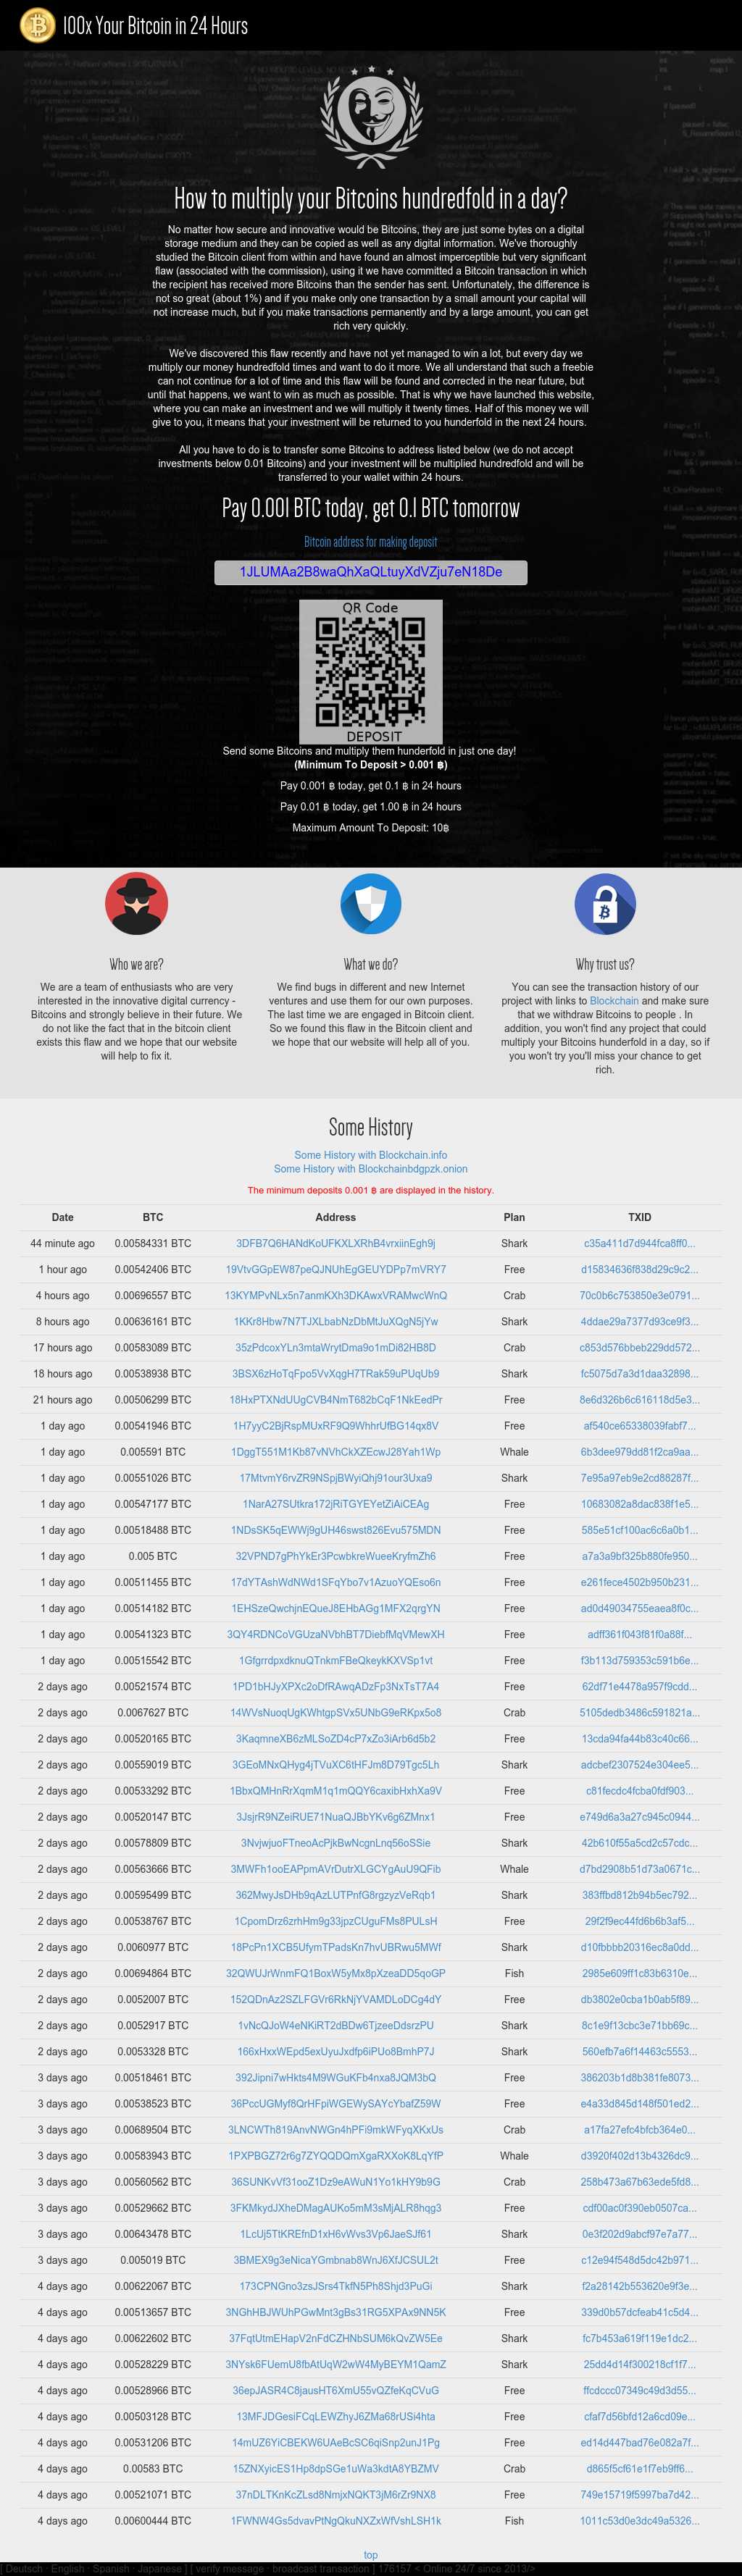 100x Your Bitcoin in 24 Hours
How to multiply your Bitcoins hundredfold in a day?
No matter how secure and innovative would be Bitcoins, they are just some bytes on a digital
storage medium and they can be copied as well as any digital information. We've thoroughly
studied the Bitcoin client from within and have found an almost imperceptible but very significant
flaw (associated with the commission), using it we have committed a Bitcoin transaction in which
the recipient has received more Bitcoins than the sender has sent. Unfortunately, the difference is
not so great (about 1%) and if you make only one transaction by a small amount your capital will
not increase much, but if you make transactions permanently and by a large amount, you can get
rich very quickly.
We've discovered this flaw recently and have not yet managed to win a lot, but every day we
multiply our money hundredfold times and want to do it more. We all understand that such a freebie
can not continue for a lot of time and this flaw will be found and corrected in the near future, but
until that happens, we want to win as much as possible. That is why we have launched this website,
where you can make an investment and we will multiply it twenty times. Half of this money we will
give to you, it means that your investment will be returned to you hunderfold in the next 24 hours.
All you have to do is to transfer some Bitcoins to address listed below (we do not accept
investments below 0.01 Bitcoins) and your investment will be multiplied hundredfold and will be
transferred to your wallet within 24 hours.
Pay 0.001 BTC today, get 0.1 BTC tomorrow
Bitcoin address for making deposit
1JLUMAa2B8waQhXaQLtuyXdVZju7eN18De
QR Code
DEPOSIT
Send some Bitcoins and multiply them hunderfold in just one day!
(Minimum To Deposit > 0.001 ฿)
Pay 0.001 ฿ today, get 0.1 ฿ in 24 hours
Pay 0.01 ฿ today, get 1.00 ฿ in 24 hours
Maximum Amount To Deposit: 10฿
Who we are?
We are a team of enthusiasts who are very
interested in the innovative digital currency -
Bitcoins and strongly believe in their future. We
do not like the fact that in the bitcoin client
exists this flaw and we hope that our website
will help to fix it.
What we do?
We find bugs in different and new Internet
ventures and use them for our own purposes.
The last time we are engaged in Bitcoin client.
So we found this flaw in the Bitcoin client and
we hope that our website will help all of you.
Why trust us?
You can see the transaction history of our
project with links to Blockchain and make sure
that we withdraw Bitcoins to people . In
addition, you won't find any project that could
multiply your Bitcoins hunderfold in a day, so if
you won't try you'll miss your chance to get
rich.
Some History
Some History with Blockchain.info
Some History with Blockchainbdgpzk.onion
The minimum deposits 0.001 ฿ are displayed in the history.
Date BTC Address Plan TXID
44 minute ago 0.00584331 BTC 3DFB7Q6HANdKoUFKXLXRhB4vrxiinEgh9j Shark c35a411d7d944fca8ff0...
1 hour ago 0.00542406 BTC 19VtvGGpEW87peQJNUhEgGEUYDPp7mVRY7 Free d15834636f838d29c9c2...
4 hours ago 0.00696557 BTC 13KYMPvNLx5n7anmKXh3DKAwxVRAMwcWnQ Crab 70c0b6c753850e3e0791...
8 hours ago 0.00636161 BTC 1KKr8Hbw7N7TJXLbabNzDbMtJuXQgN5jYw Shark 4ddae29a7377d93ce9f3...
17 hours ago 0.00583089 BTC 35zPdcoxYLn3mtaWrytDma9o1mDi82HB8D Crab c853d576bbeb229dd572...
18 hours ago 0.00538938 BTC 3BSX6zHoTqFpo5VvXqgH7TRak59uPUqUb9 Shark fc5075d7a3d1daa32898...
21 hours ago 0.00506299 BTC 18HxPTXNdUUgCVB4NmT682bCqF1NkEedPr Free 8e6d326b6c616118d5e3...
1 day ago 0.00541946 BTC 1H7yyC2BjRspMUxRF9Q9WhhrUfBG14qx8V Free af540ce65338039fabf7...
1 day ago 0.005591 BTC 1DggT551M1Kb87vNVhCkXZEcwJ28Yah1Wp Whale 6b3dee979dd81f2ca9aa...
1 day ago 0.00551026 BTC 17MtvmY6rvZR9NSpjBWyiQhj91our3Uxa9 Shark 7e95a97eb9e2cd88287f...
1 day ago 0.00547177 BTC 1NarA27SUtkra172jRiTGYEYetZiAiCEAg Free 10683082a8dac838f1e5...
1 day ago 0.00518488 BTC 1NDsSK5qEWWj9gUH46swst826Evu575MDN Free 585e51cf100ac6c6a0b1...
1 day ago 0.005 BTC 32VPND7gPhYkEr3PcwbkreWueeKryfmZh6 Free a7a3a9bf325b880fe950...
1 day ago 0.00511455 BTC 17dYTAshWdNWd1SFqYbo7v1AzuoYQEso6n Free e261fece4502b950b231...
1 day ago 0.00514182 BTC 1EHSzeQwchjnEQueJ8EHbAGg1MFX2qrgYN Free ad0d49034755eaea8f0c...
1 day ago 0.00541323 BTC 3QY4RDNCoVGUzaNVbhBT7DiebfMqVMewXH Free adff361f043f81f0a88f...
1 day ago 0.00515542 BTC 1GfgrrdpxdknuQTnkmFBeQkeykKXVSp1vt Free f3b113d759353c591b6e...
2 days ago 0.00521574 BTC 1PD1bHJyXPXc2oDfRAwqADzFp3NxTsT7A4 Free 62df71e4478a957f9cdd...
2 days ago 0.0067627 BTC 14WVsNuoqUgKWhtgpSVx5UNbG9eRKpx5o8 Crab 5105dedb3486c591821a...
2 days ago 0.00520165 BTC 3KaqmneXB6zMLSoZD4cP7xZo3iArb6d5b2 Free 13cda94fa44b83c40c66...
2 days ago 0.00559019 BTC 3GEoMNxQHyg4jTVuXC6tHFJm8D79Tgc5Lh Shark adcbef2307524e304ee5...
2 days ago 0.00533292 BTC 1BbxQMHnRrXqmM1q1mQQY6caxibHxhXa9V Free c81fecdc4fcba0fdf903...
2 days ago 0.00520147 BTC 3JsjrR9NZeiRUE71NuaQJBbYKv6g6ZMnx1 Free e749d6a3a27c945c0944...
2 days ago 0.00578809 BTC 3NvjwjuoFTneoAcPjkBwNcgnLnq56oSSie Shark 42b610f55a5cd2c57cdc...
2 days ago 0.00563666 BTC 3MWFh1ooEAPpmAVrDutrXLGCYgAuU9QFib Whale d7bd2908b51d73a0671c...
2 days ago 0.00595499 BTC 362MwyJsDHb9qAzLUTPnfG8rgzyzVeRqb1 Shark 383ffbd812b94b5ec792...
2 days ago 0.00538767 BTC 1CpomDrz6zrhHm9g33jpzCUguFMs8PULsH Free 29f2f9ec44fd6b6b3af5...
2 days ago 0.0060977 BTC 18PcPn1XCB5UfymTPadsKn7hvUBRwu5MWf Shark d10fbbbb20316ec8a0dd...
2 days ago 0.00694864 BTC 32QWUJrWnmFQ1BoxW5yMx8pXzeaDD5qoGP Fish 2985e609ff1c83b6310e...
2 days ago 0.0052007 BTC 152QDnAz2SZLFGVr6RkNjYVAMDLoDCg4dY Free db3802e0cba1b0ab5f89...
2 days ago 0.0052917 BTC 1vNcQJoW4eNKiRT2dBDw6TjzeeDdsrzPU Shark 8c1e9f13cbc3e71bb69c...
2 days ago 0.0053328 BTC 166xHxxWEpd5exUyuJxdfp6iPUo8BmhP7J Shark 560efb7a6f14463c5553...
3 days ago 0.00518461 BTC 392Jipni7wHkts4M9WGuKFb4nxa8JQM3bQ Free 386203b1d8b381fe8073...
3 days ago 0.00538523 BTC 36PccUGMyf8QrHFpiWGEWySAYcYbafZ59W Free e4a33d845d148f501ed2...
3 days ago 0.00689504 BTC 3LNCWTh819AnvNWGn4hPFi9mkWFyqXKxUs Crab a17fa27efc4bfcb364e0...
3 days ago 0.00583943 BTC 1PXPBGZ72r6g7ZYQQDQmXgaRXXoK8LqYfP Whale d3920f402d13b4326dc9...
3 days ago 0.00560562 BTC 36SUNKvVf31ooZ1Dz9eAWuN1Yo1kHY9b9G Crab 258b473a67b63ede5fd8...
3 days ago 0.00529662 BTC 3FKMkydJXheDMagAUKo5mM3sMjALR8hqg3 Free cdf00ac0f390eb0507ca...
3 days ago 0.00643478 BTC 1LcUj5TtKREfnD1xH6vWvs3Vp6JaeSJf61 Shark 0e3f202d9abcf97e7a77...
3 days ago 0.005019 BTC 3BMEX9g3eNicaYGmbnab8WnJ6XfJCSUL2t Free c12e94f548d5dc42b971...
4 days ago 0.00622067 BTC 173CPNGno3zsJSrs4TkfN5Ph8Shjd3PuGi Shark f2a28142b553620e9f3e...
4 days ago 0.00513657 BTC 3NGhHBJWUhPGwMnt3gBs31RG5XPAx9NN5K Free 339d0b57dcfeab41c5d4...
4 days ago 0.00622602 BTC 37FqtUtmEHapV2nFdCZHNbSUM6kQvZW5Ee Shark fc7b453a619f119e1dc2...
4 days ago 0.00528229 BTC 3NYsk6FUemU8fbAtUqW2wW4MyBEYM1QamZ Shark 25dd4d14f300218cf1f7...
4 days ago 0.00528966 BTC 36epJASR4C8jausHT6XmU55vQZfeKqCVuG Free ffcdccc07349c49d3d55...
4 days ago 0.00503128 BTC 13MFJDGesiFCqLEWZhyJ6ZMa68rUSi4hta Free cfaf7d56bfd12a6cd09e...
4 days ago 0.00531206 BTC 14mUZ6YiCBEKW6UAeBcSC6qiSnp2unJ1Pg Free ed14d447bad76e082a7f...
4 days ago 0.00583 BTC 15ZNXyicES1Hp8dpSGe1uWa3kdtA8YBZMV Crab d865f5cf61e1f7eb9ff6...
4 days ago 0.00521071 BTC 37nDLTKnKcZLsd8NmjxNQKT3jM6rZr9NX8 Free 749e15719f5997ba7d42...
4 days ago 0.00600444 BTC 1FWNW4Gs5dvavPtNgQkuNXZxWfVshLSH1k Fish 1011c53d0e3dc49a5326...
top
[ Deutsch · English · Spanish · Japanese ] [ verify message · broadcast transaction ] 176157 < Online 24/7 since 2013/>